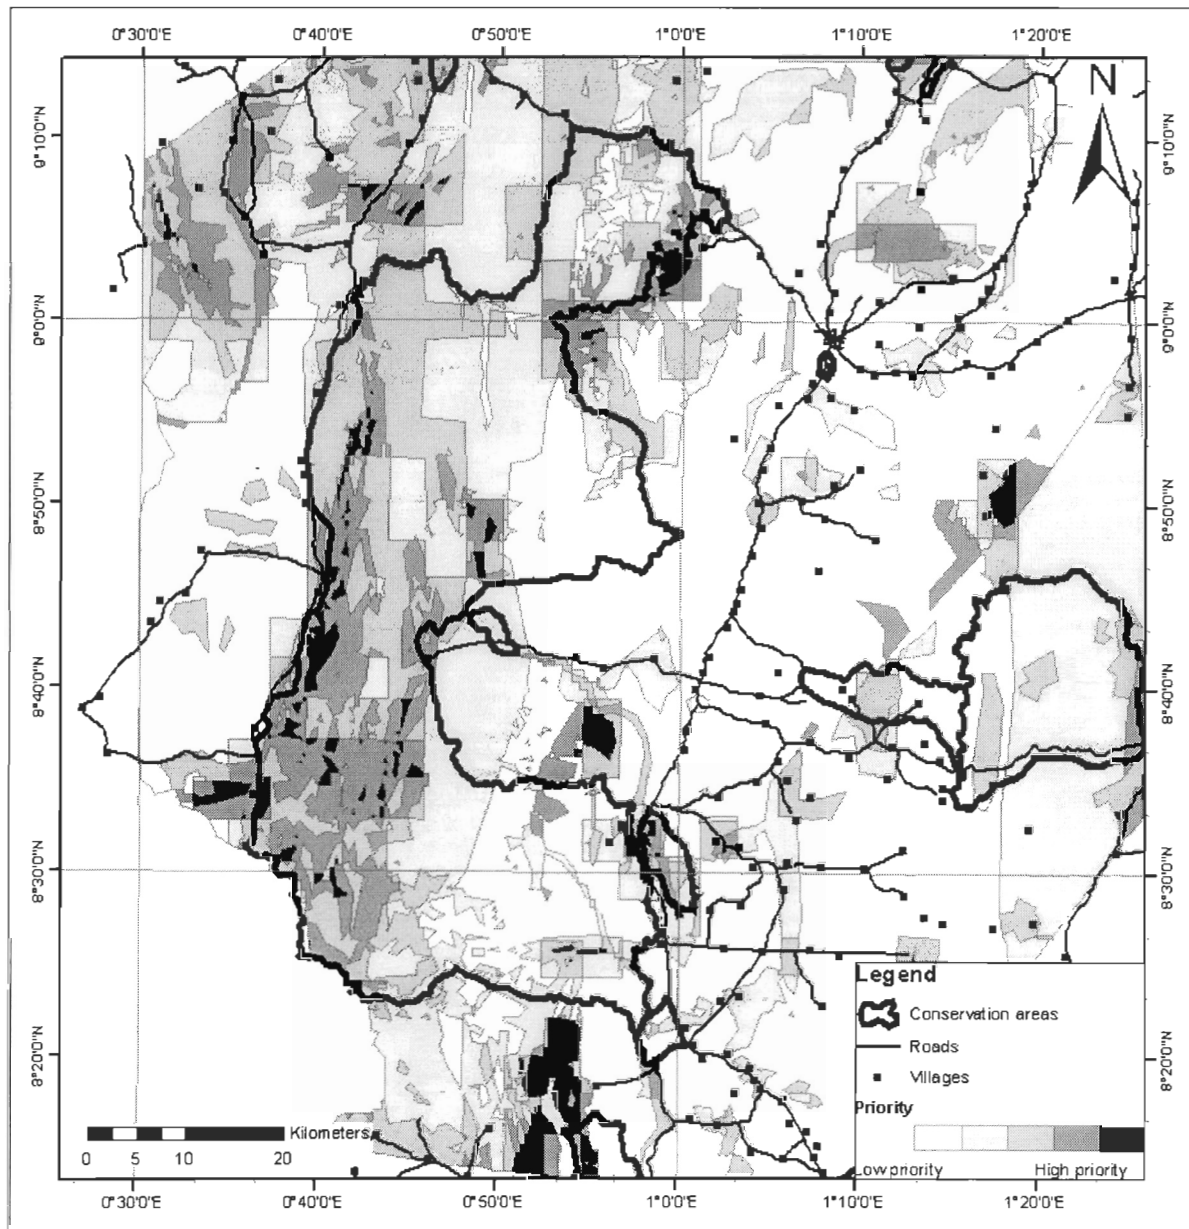 0°30'0"E 0°40'0"E 0°50'0"E 1°0'0"E 1°10'0"E 1°20'0"E
N
9°10'0"N 9°10'0"N
9°0'0"N 9°0'0"N
8°50'0"N 8°50'0"N
8°40'0"N 8°40'0"N
8°30'0"N 8°30'0"N
8°20'0"N 8°20'0"N
Legend
Conservation areas
Roads
Villages
Priority
Low priority High priority
Kilometers
0 5 10 20
0°30'0"E 0°40'0"E 0°50'0"E 1°0'0"E 1°10'0"E 1°20'0"E